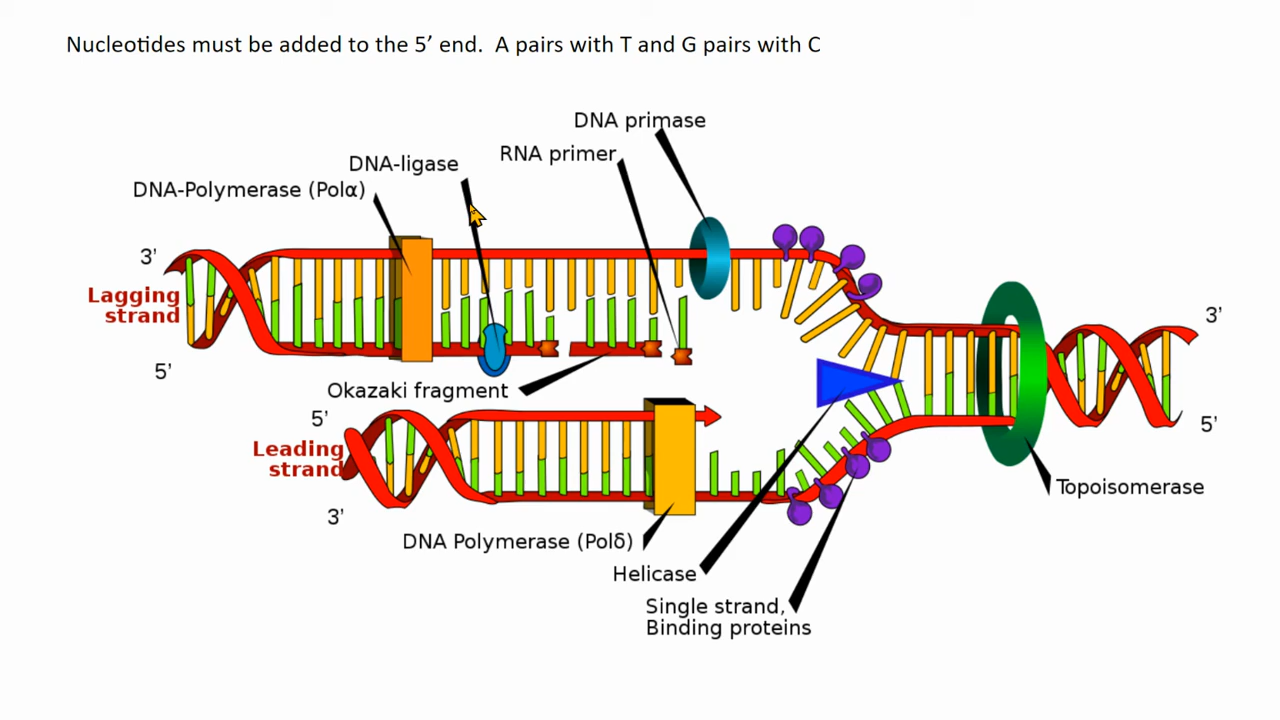 Nucleotides must be added to the 5’ end.  A pairs with T and G pairs with C
DNA primase
RNA primer
DNA-ligase
DNA-Polymerase (Polα)
3’
Lagging
strand
5’
3’
Okazaki fragment
5’
5’
Leading
strand
3’
Topoisomerase
DNA Polymerase (Polδ)
Helicase
Single strand,
Binding proteins